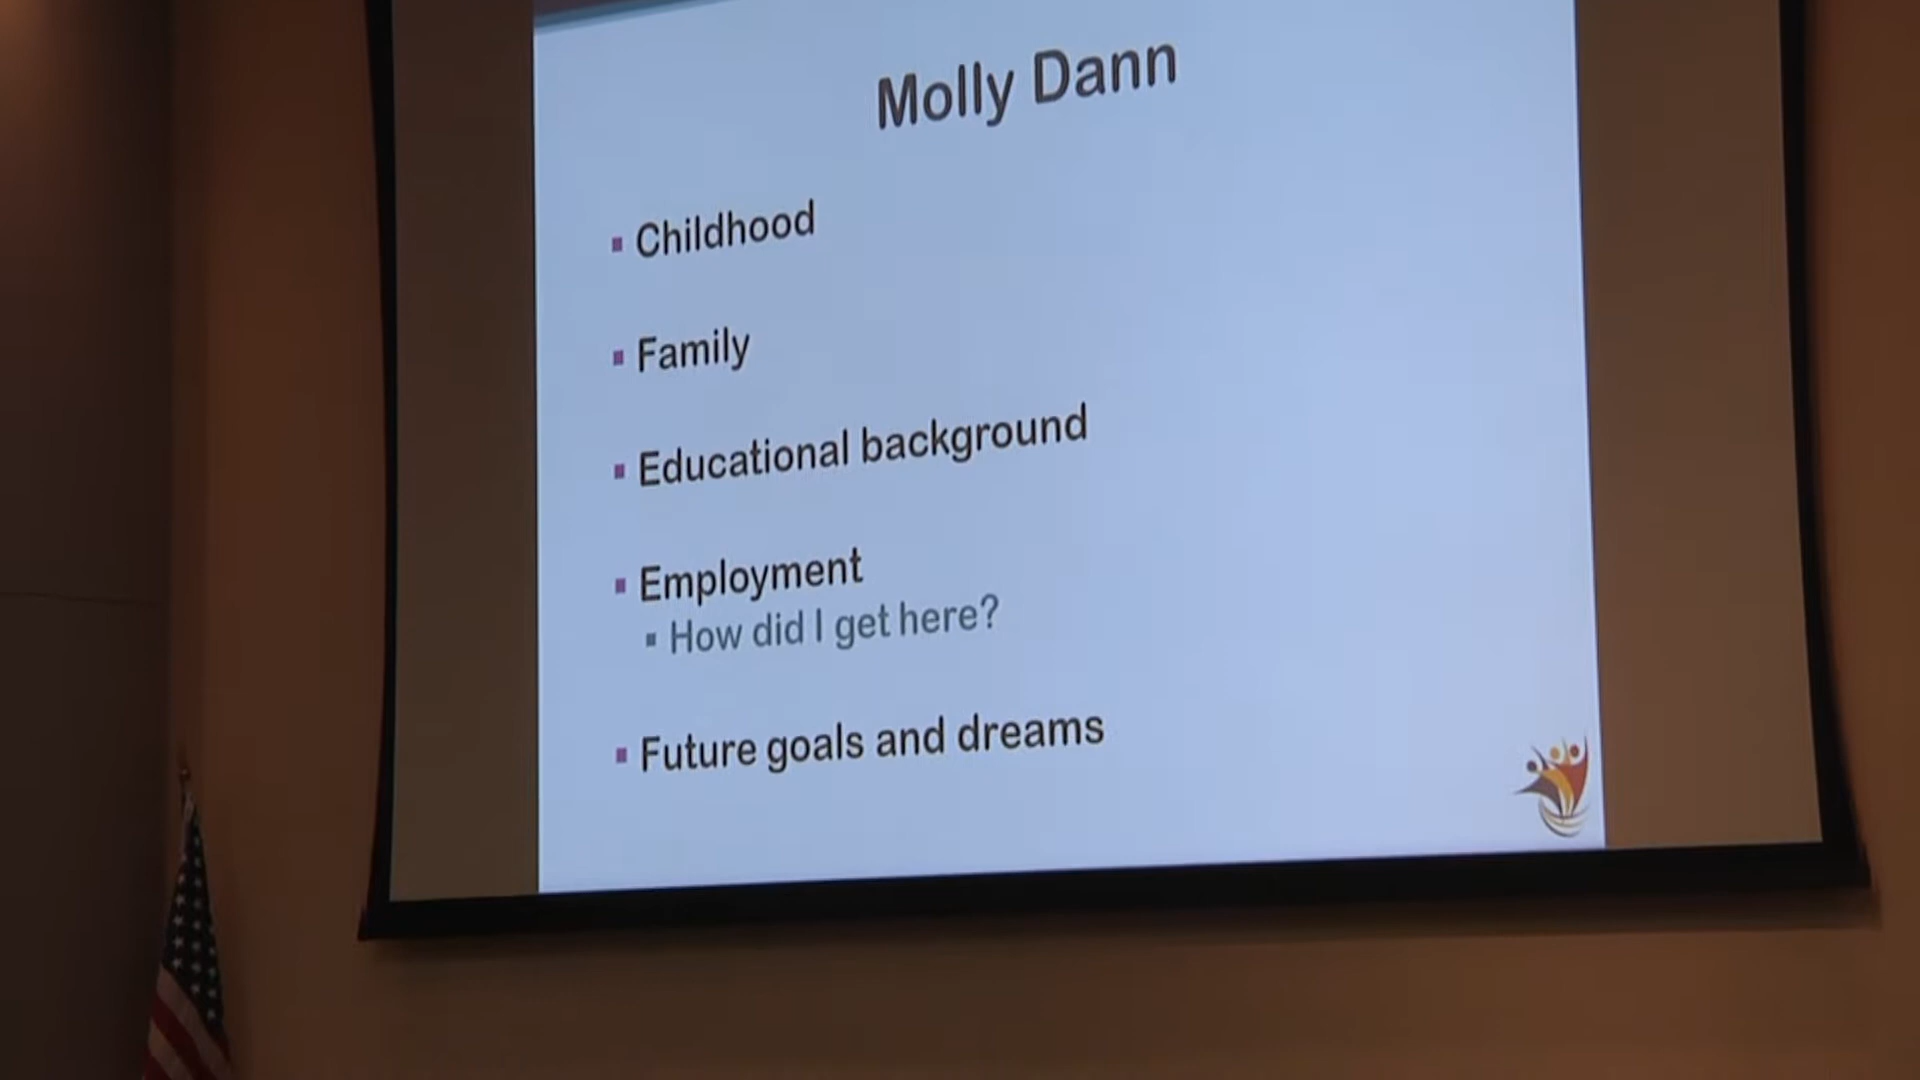 Molly Dann
Childhood
Family
Educational background
Employment
How did I get here?
Future goals and dreams